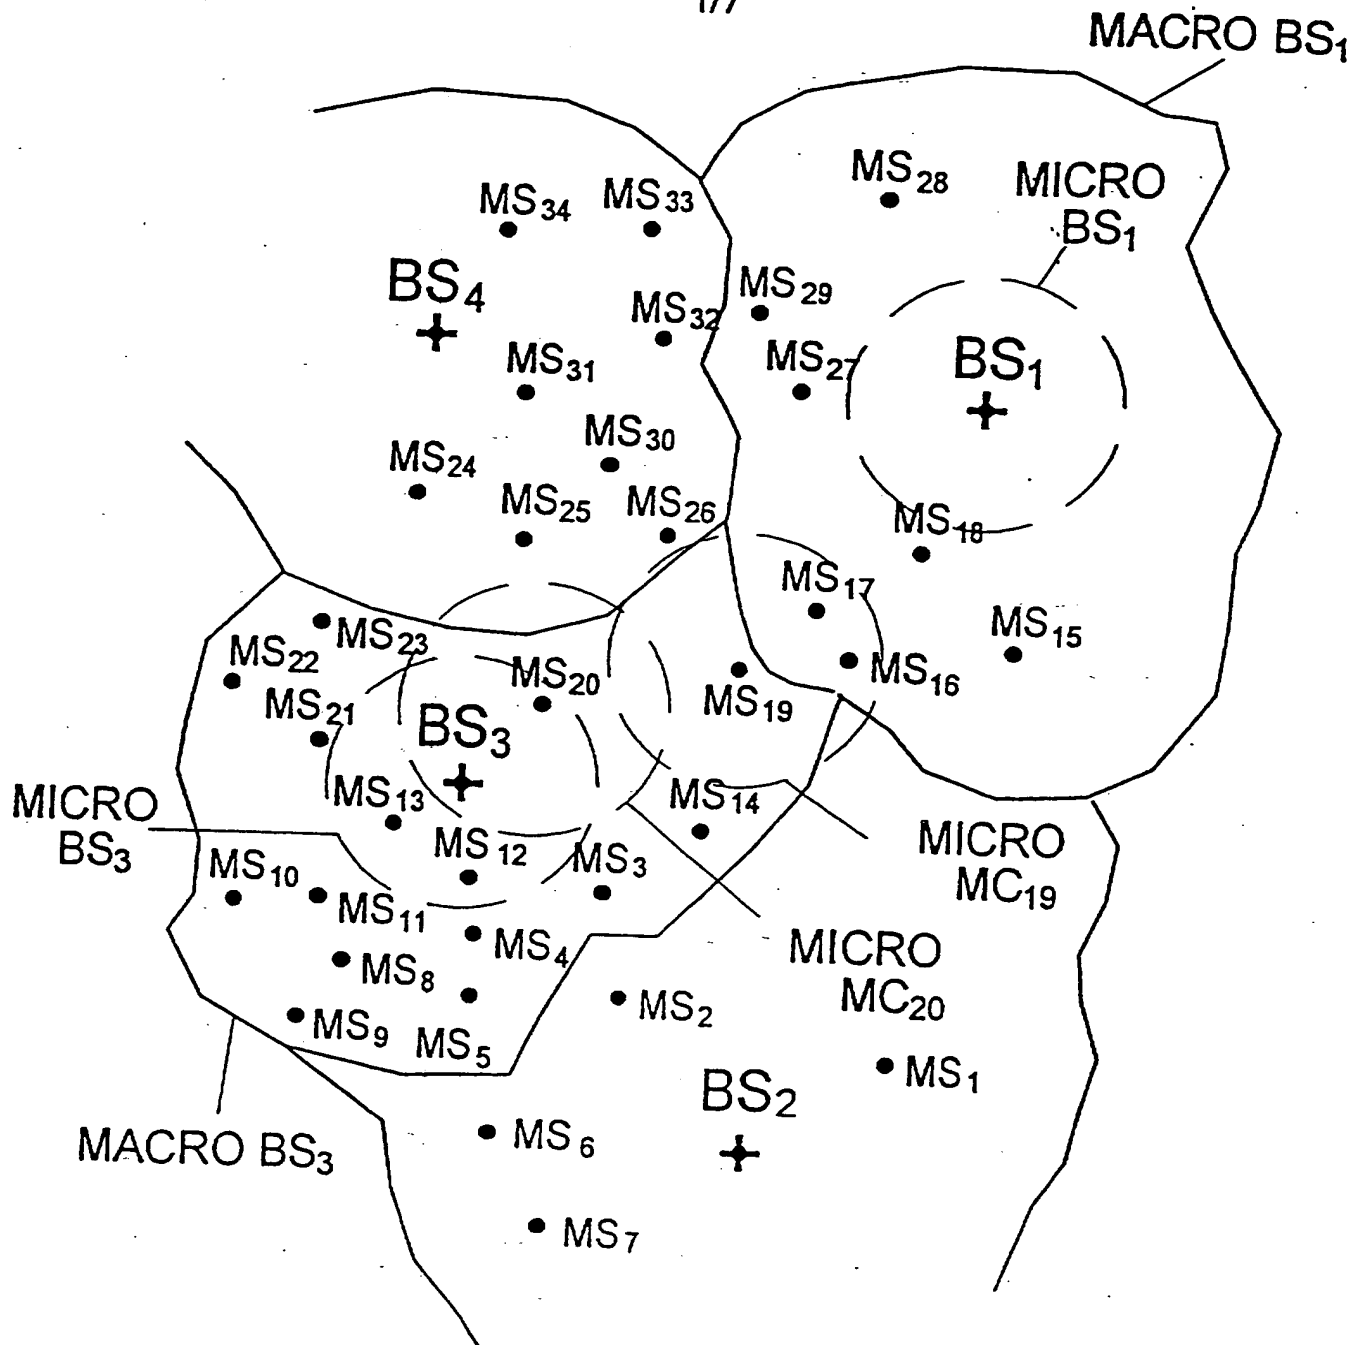 1/7
MACRO BS₁
MS₂₈
MICRO
BS₁
MS₃₄
MS₃₃
BS₄
MS₂₉
MS₃₂
MS₃₁
MS₂₇
BS₁
MS₃₀
MS₂₄
MS₂₅
MS₂₆
MS₁₈
MS₁₇
MS₁₅
MS₂₃
MS₂₂
MS₁₆
MS₂₀
MS₁₉
MS₂₁
BS₃
MS₁₃
MS₁₄
MICRO
BS₃
MS₁₂
MS₃
MICRO
MC₁₉
MS₁₀
MS₁₁
MS₄
MICRO
MC₂₀
MS₈
MS₂
MS₉
MS₅
MS₁
BS₂
MACRO BS₃
MS₆
MS₇